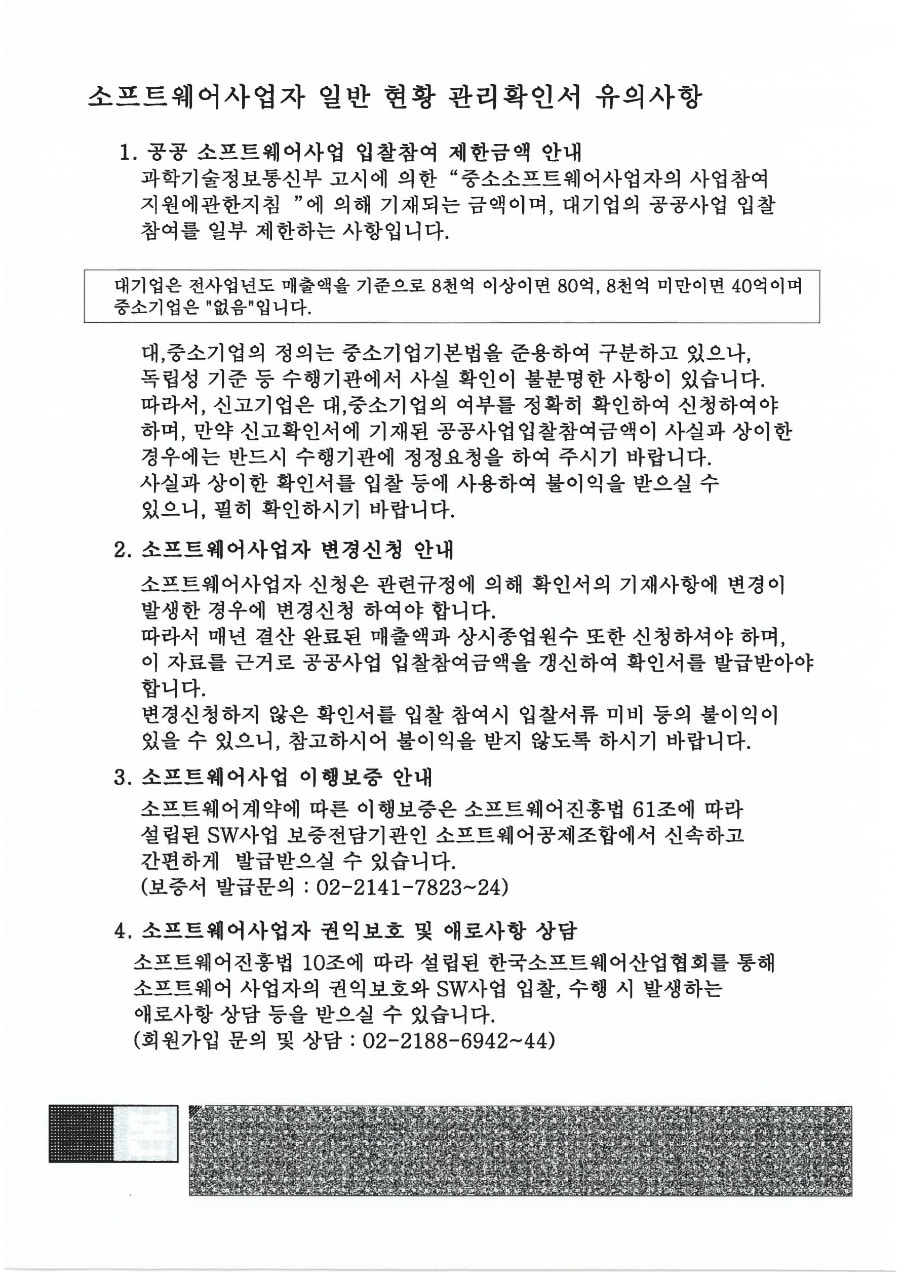 소프트웨어사업자 일반 현황 관리확인서 유의사항
1. 공공 소프트웨어사업 입찰참여 제한금액 안내
과학기술정보통신부 고시에 의한 “중소소프트웨어사업자의 사업참여
지원에관한지침 ”에 의해 기재되는 금액이며, 대기업의 공공사업 입찰
참여를 일부 제한하는 사항입니다.
대기업은 전사업년도 매출액을 기준으로 8천억 이상이면 80억, 8천억 미만이면 40억이며
중소기업은 "없음"입니다.
대,중소기업의 정의는 중소기업기본법을 준용하여 구분하고 있으나,
독립성 기준 등 수행기관에서 사실 확인이 불분명한 사항이 있습니다.
따라서, 신고기업은 대,중소기업의 여부를 정확히 확인하여 신청하여야
하며, 만약 신고확인서에 기재된 공공사업입찰참여금액이 사실과 상이한
경우에는 반드시 수행기관에 정정요청을 하여 주시기 바랍니다.
사실과 상이한 확인서를 입찰 등에 사용하여 불이익을 받으실 수
있으니, 필히 확인하시기 바랍니다.
2. 소프트웨어사업자 변경신청 안내
소프트웨어사업자 신청은 관련규정에 의해 확인서의 기재사항에 변경이
발생한 경우에 변경신청 하여야 합니다.
따라서 매년 결산 완료된 매출액과 상시종업원수 또한 신청하셔야 하며,
이 자료를 근거로 공공사업 입찰참여금액을 갱신하여 확인서를 발급받아야
합니다.
변경신청하지 않은 확인서를 입찰 참여시 입찰서류 미비 등의 불이익이
있을 수 있으니, 참고하시어 불이익을 받지 않도록 하시기 바랍니다.
3. 소프트웨어사업 이행보증 안내
소프트웨어계약에 따른 이행보증은 소프트웨어진흥법 61조에 따라
설립된 SW사업 보증전담기관인 소프트웨어공제조합에서 신속하고
간편하게 발급받으실 수 있습니다.
(보증서 발급문의 : 02-2141-7823~24)
4. 소프트웨어사업자 권익보호 및 애로사항 상담
소프트웨어진흥법 10조에 따라 설립된 한국소프트웨어산업협회를 통해
소프트웨어 사업자의 권익보호와 SW사업 입찰, 수행 시 발생하는
애로사항 상담 등을 받으실 수 있습니다.
(회원가입 문의 및 상담 : 02-2188-6942~44)